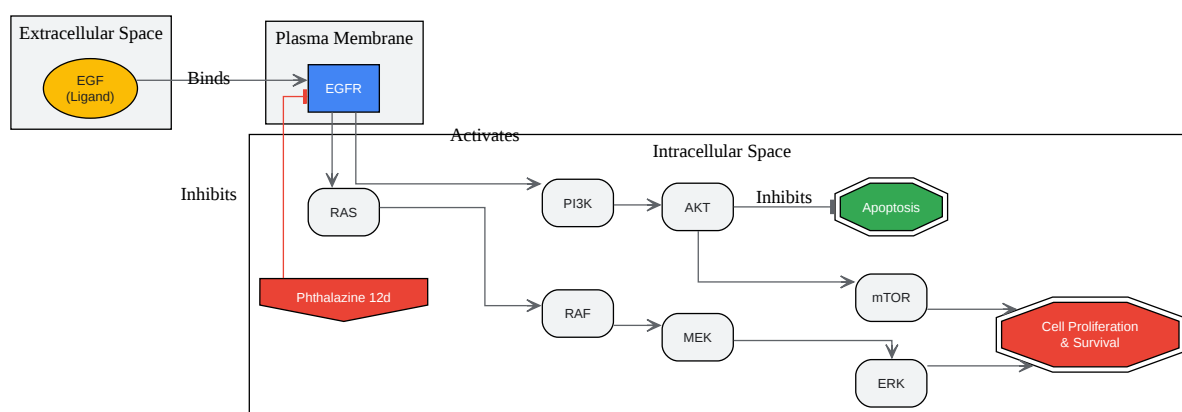 Extracellular Space
Plasma Membrane
EGF
(Ligand)
Binds
EGFR
Activates
Intracellular Space
Inhibits
RAS
PI3K
AKT
Inhibits
Apoptosis
Phthalazine 12d
RAF
MEK
mTOR
ERK
Cell Proliferation
& Survival